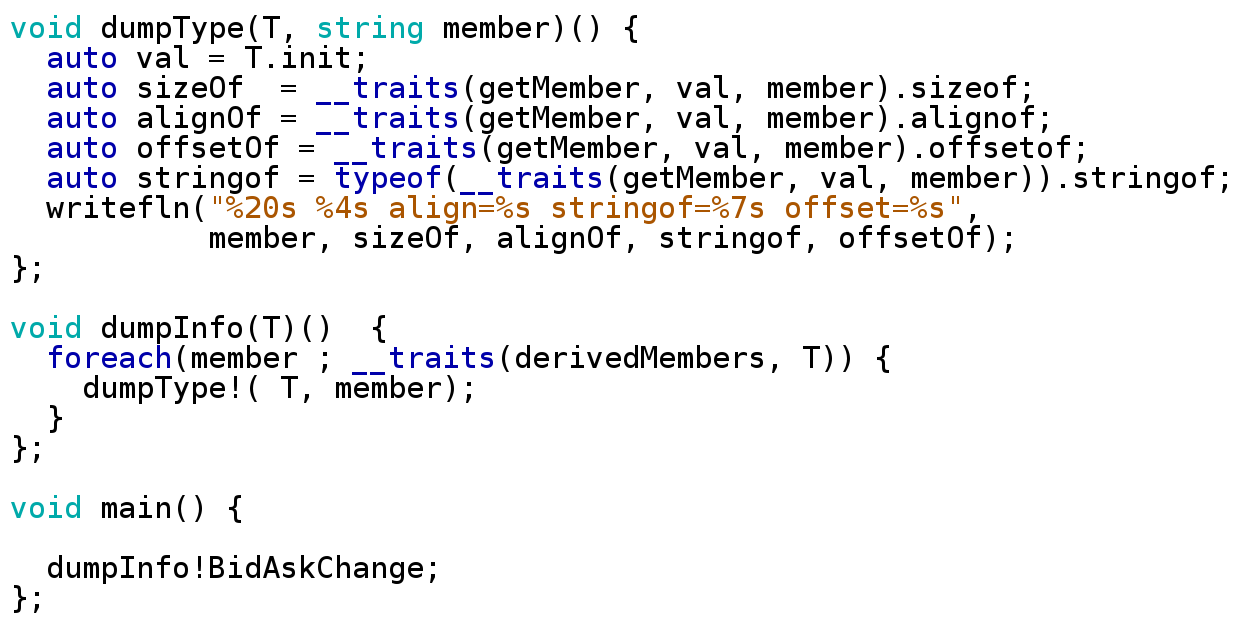 void dumpType(T, string member)() {
  auto val = T.init;
  auto sizeOf  = __traits(getMember, val, member).sizeof;
  auto alignOf = __traits(getMember, val, member).alignof;
  auto offsetOf = __traits(getMember, val, member).offsetof;
  auto stringof = typeof(__traits(getMember, val, member)).stringof;
  writefln("%20s %4s align=%s stringof=%7s offset=%s",
           member, sizeOf, alignOf, stringof, offsetOf);
};

void dumpInfo(T)()  {
  foreach(member ; __traits(derivedMembers, T)) {
    dumpType!( T, member);
  }
};

void main() {

  dumpInfo!BidAskChange;
};